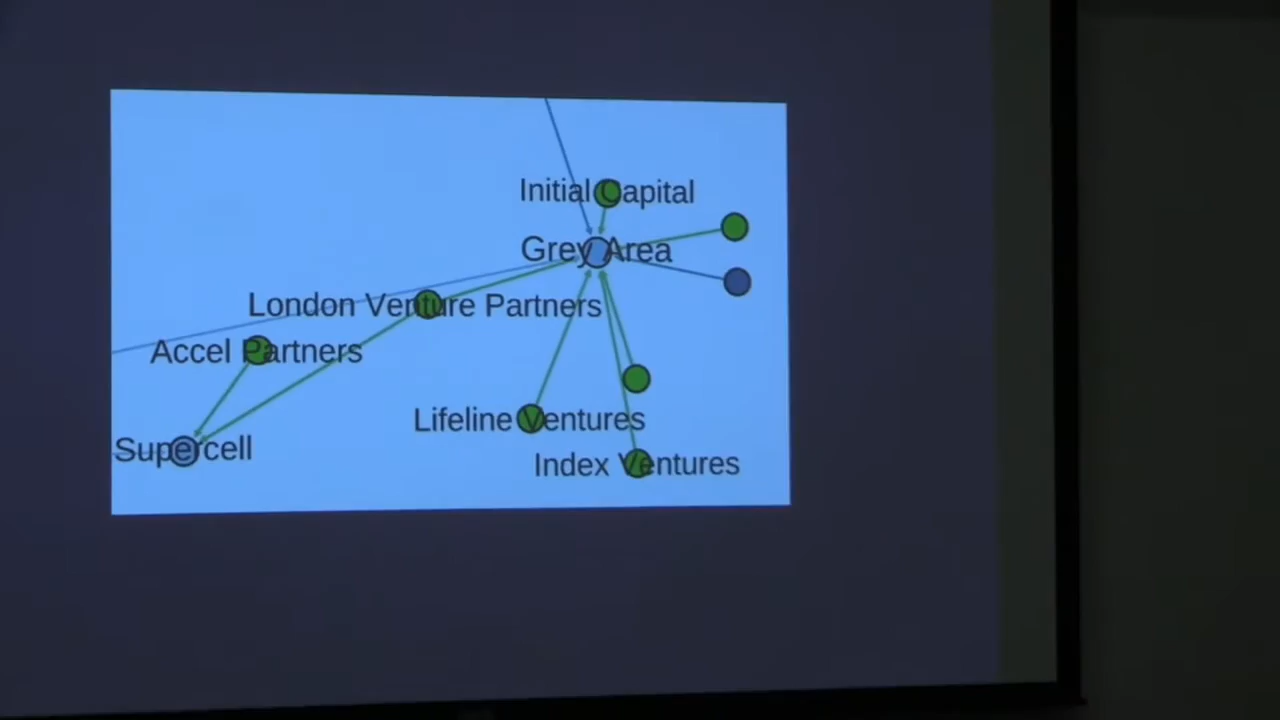 Initial Capital
Grey Area
London Venture Partners
Accel Partners
Lifeline Ventures
Supercell
Index Ventures